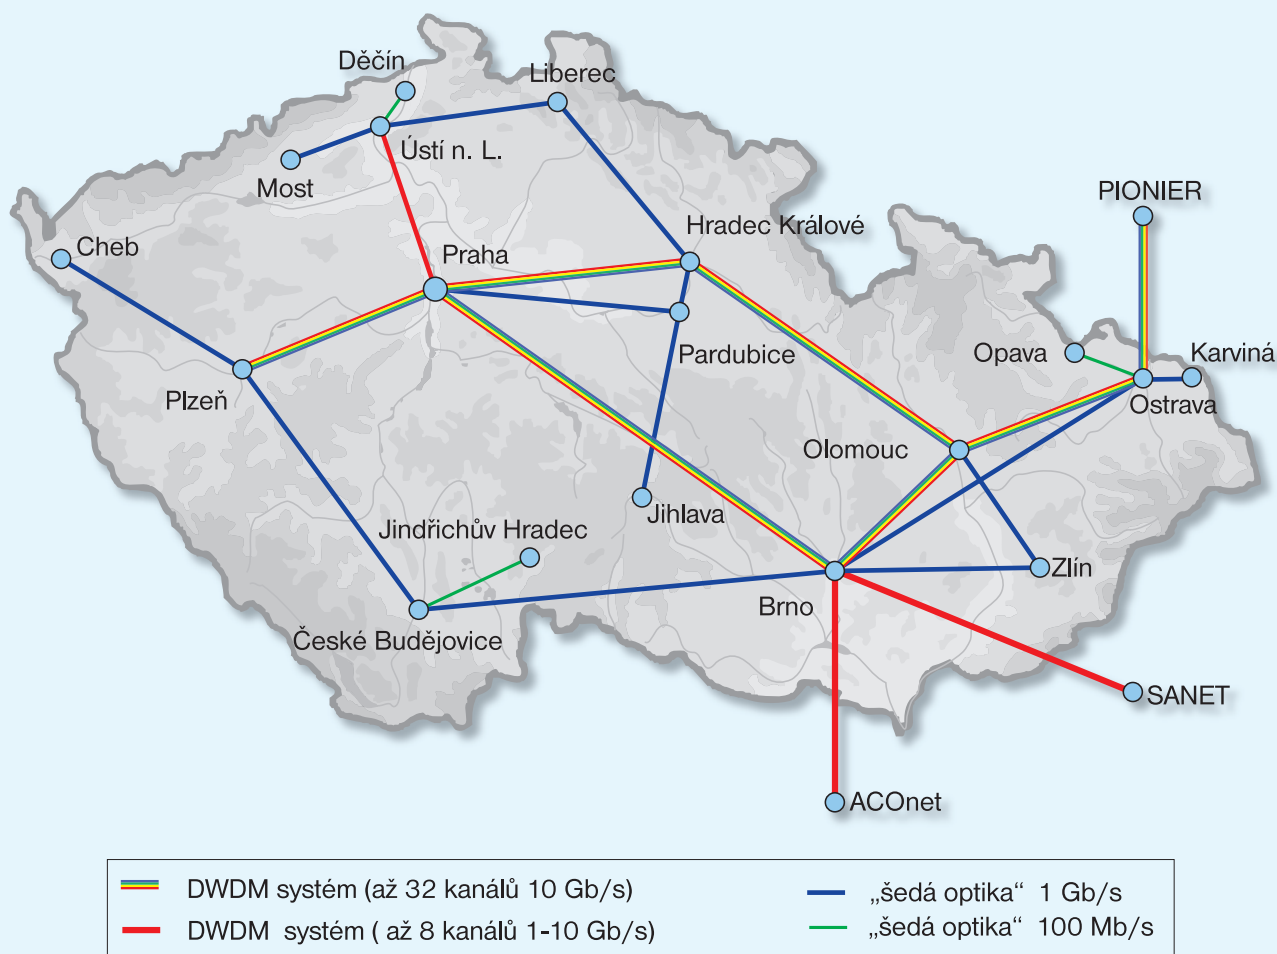 Děčín
Liberec
Ústí n. L.
Most
PIONIER
Hradec Králové
Cheb
Praha
Opava
Karviná
Pardubice
Plzeň
Ostrava
Olomouc
Jihlava
Jindřichův Hradec
Zlín
Brno
České Budějovice
SANET
ACOnet
DWDM systém (až 32 kanálů 10 Gb/s)
„šedá optika“ 1 Gb/s
DWDM systém ( až 8 kanálů 1-10 Gb/s)
„šedá optika“ 100 Mb/s